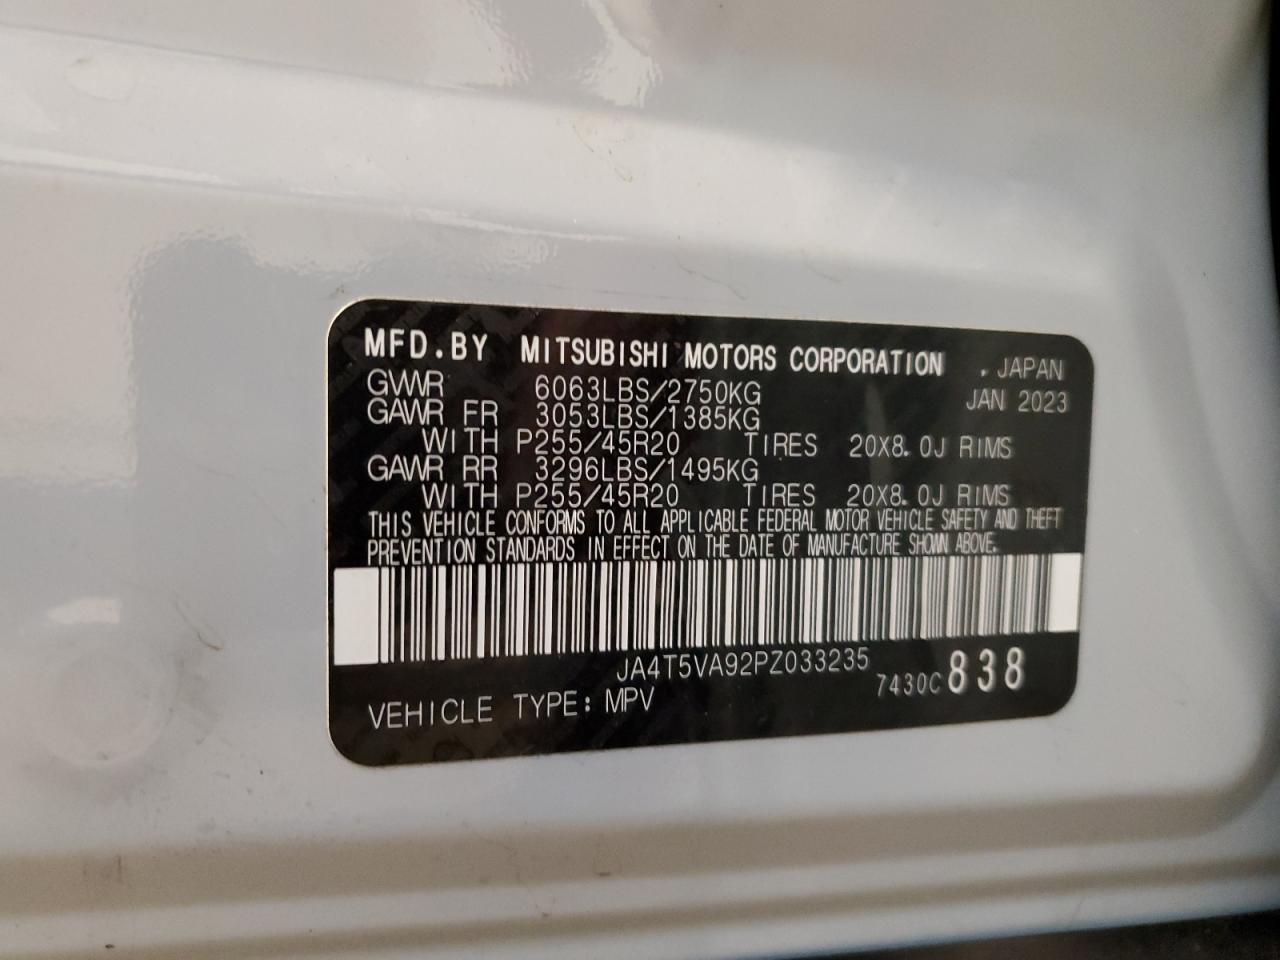 MFD.BY MITSUBISHI MOTORS CORPORATION . JAPAN
GVWR 6063LBS/2750KG JAN 2023
GAWR FR 3053LBS/1385KG
WITH P255/45R20 TIRES 20X8.0J RIMS
GAWR RR 3296LBS/1495KG
WITH P255/45R20 TIRES 20X8.0J RIMS
THIS VEHICLE CONFORMS TO ALL APPLICABLE FEDERAL MOTOR VEHICLE SAFETY AND THEFT
PREVENTION STANDARDS IN EFFECT ON THE DATE OF MANUFACTURE SHOWN ABOVE.
JA4T5VA92PZ033235
7430C 838
VEHICLE TYPE: MPV